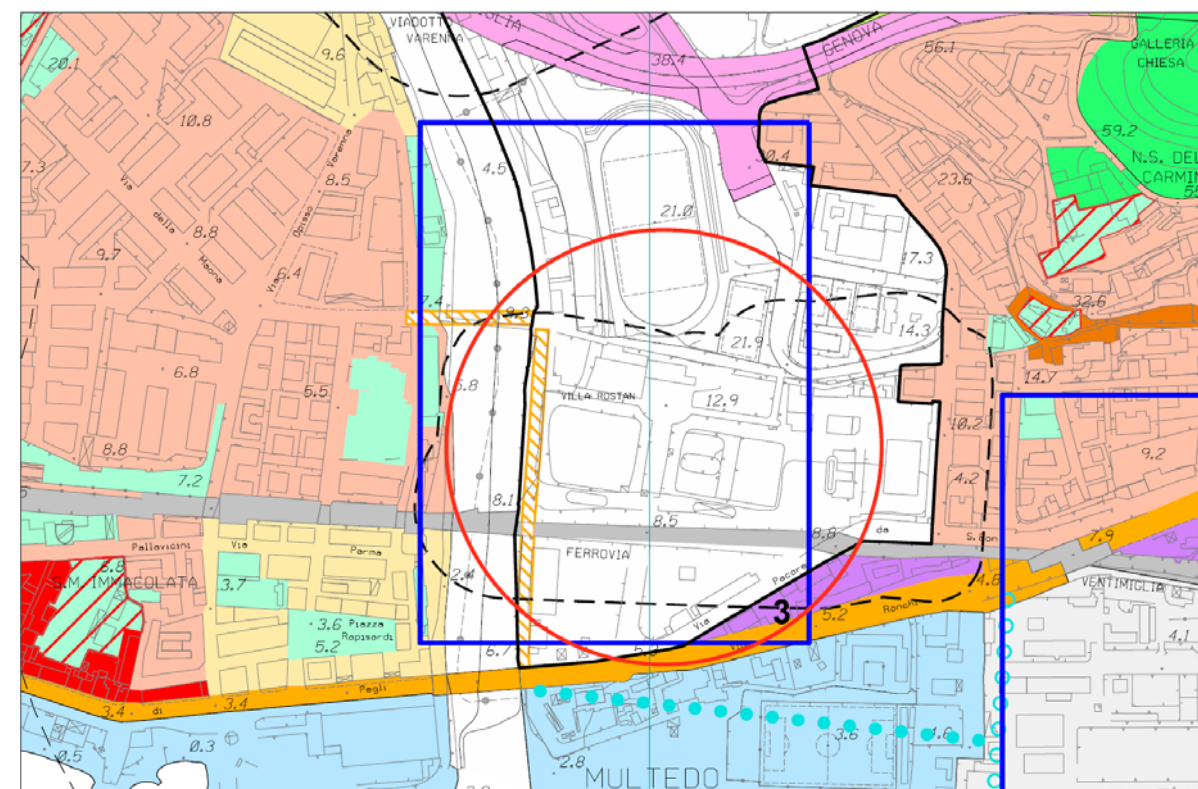 VIADOTTO
VARENNA
GENOVA
GALLERIA
CHIESA
9.6
38.4
56.1
20.1
10.8
59.2
4.5
30.4
7.3
Via
Varenna
8.5
23.6
N.S. DEL
CARMIN
21.0
della
Opisso
8.8
9.7
Maona
17.3
6.4
Via
7.4
9.3
32.6
14.3
21.9
6.8
5.5
6.8
14.7
VILLA ROSTAN
12.9
10.2
8.8
9.2
7.2
4.2
8.1
8.5
8.8
da
S. Bon
7.9
Pallavicini
Via
Parma
FERROVIA
6.8
S.M. IMMACOLATA
3.7
2.4
Pacoret
4.8
VENTIMIGLIA
3
5.2
Ronchi
3.6
Piazza
Rapisardi
5.2
Via
4.1
6.7
Pegli
3.4
di
3.4
0.5
0.3
3.6
4.6
2.8
MULTEDO